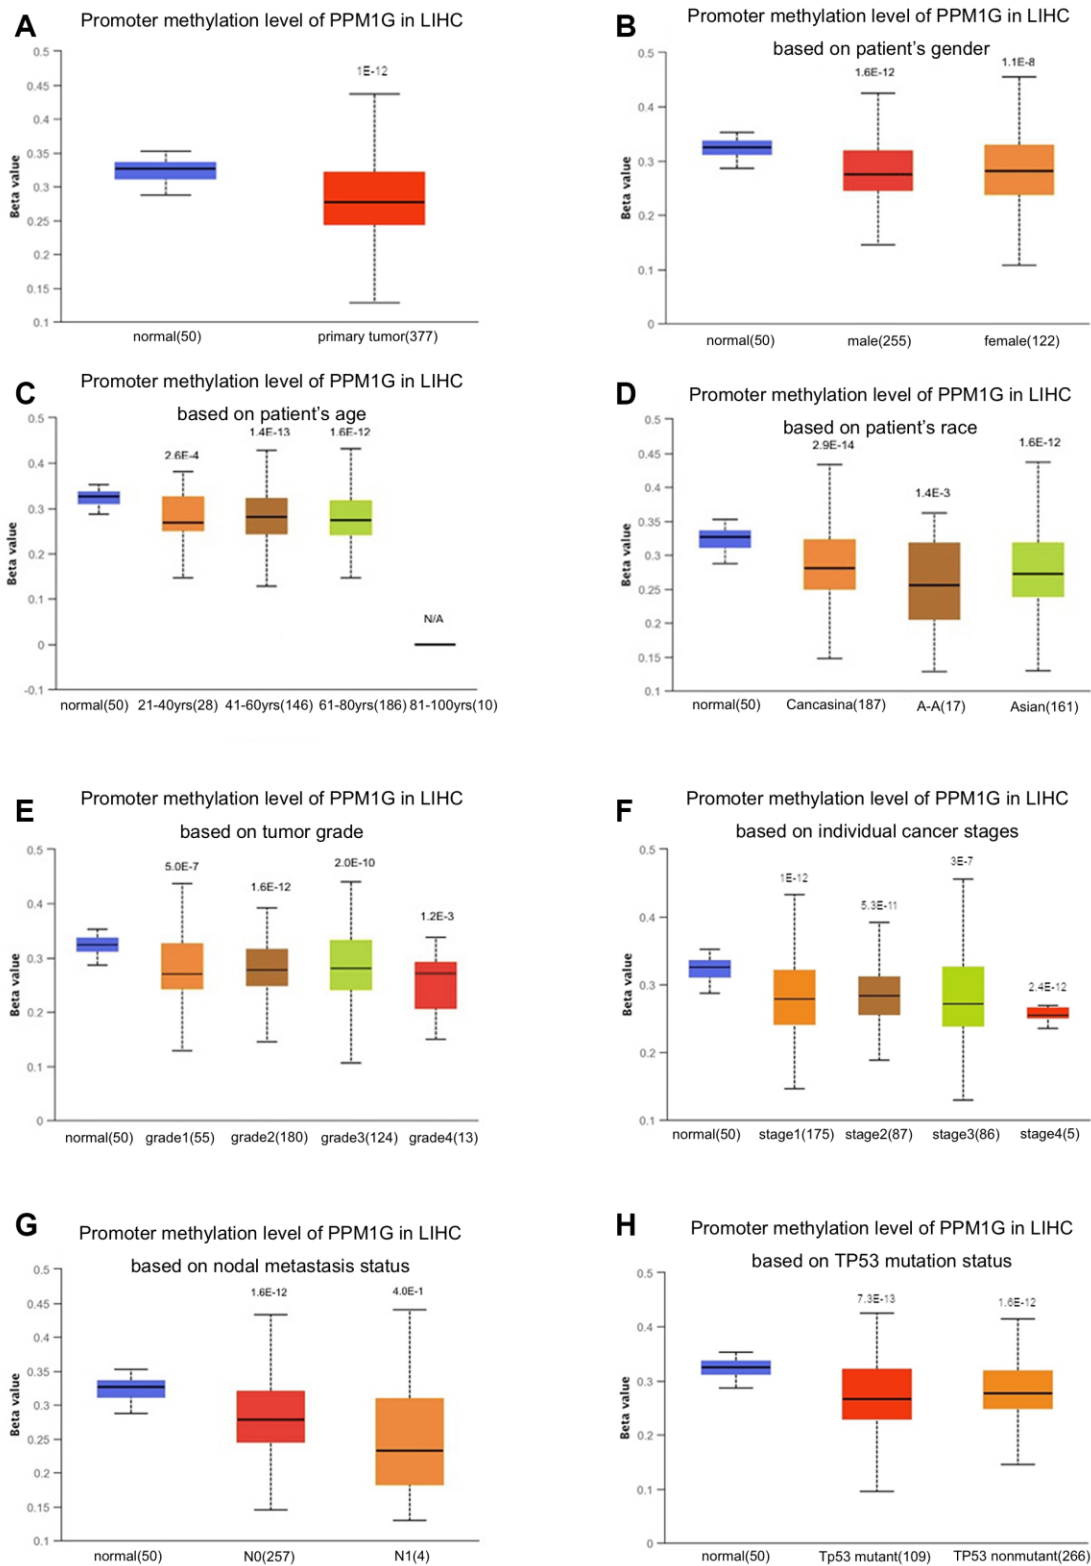 A
Promoter methylation level of PPM1G in LIHC
0.5
0.45
0.4
0.35
0.3
0.25
0.2
0.15
0.1
Beta value
1E-12
normal(50)
primary tumor(377)
B
Promoter methylation level of PPM1G in LIHC
based on patient's gender
0.5
0.4
0.3
0.2
0.1
0
Beta value
1.6E-12
1.1E-8
normal(50)
male(255)
female(122)
C
Promoter methylation level of PPM1G in LIHC
based on patient's age
0.5
0.4
0.3
0.2
0.1
0
-0.1
Beta value
2.6E-4
1.4E-13
1.6E-12
N/A
normal(50)
21-40yrs(28)
41-60yrs(146)
61-80yrs(186)
81-100yrs(10)
D
Promoter methylation level of PPM1G in LIHC
based on patient's race
0.5
0.45
0.4
0.35
0.3
0.25
0.2
0.15
0.1
Beta value
2.9E-14
1.4E-3
1.6E-12
normal(50)
Cancasina(187)
A-A(17)
Asian(161)
E
Promoter methylation level of PPM1G in LIHC
based on tumor grade
0.5
0.4
0.3
0.2
0.1
0
Beta value
5.0E-7
1.6E-12
2.0E-10
1.2E-3
normal(50)
grade1(55)
grade2(180)
grade3(124)
grade4(13)
F
Promoter methylation level of PPM1G in LIHC
based on individual cancer stages
0.5
0.4
0.3
0.2
0.1
Beta value
1E-12
5.3E-11
3E-7
2.4E-12
normal(50)
stage1(175)
stage2(87)
stage3(86)
stage4(5)
G
Promoter methylation level of PPM1G in LIHC
based on nodal metastasis status
0.5
0.45
0.4
0.35
0.3
0.25
0.2
0.15
0.1
Beta value
1.6E-12
4.0E-1
normal(50)
N0(257)
N1(4)
H
Promoter methylation level of PPM1G in LIHC
based on TP53 mutation status
0.5
0.4
0.3
0.2
0.1
0
Beta value
7.3E-13
1.6E-12
normal(50)
Tp53 mutant(109)
TP53 nonmutant(266)